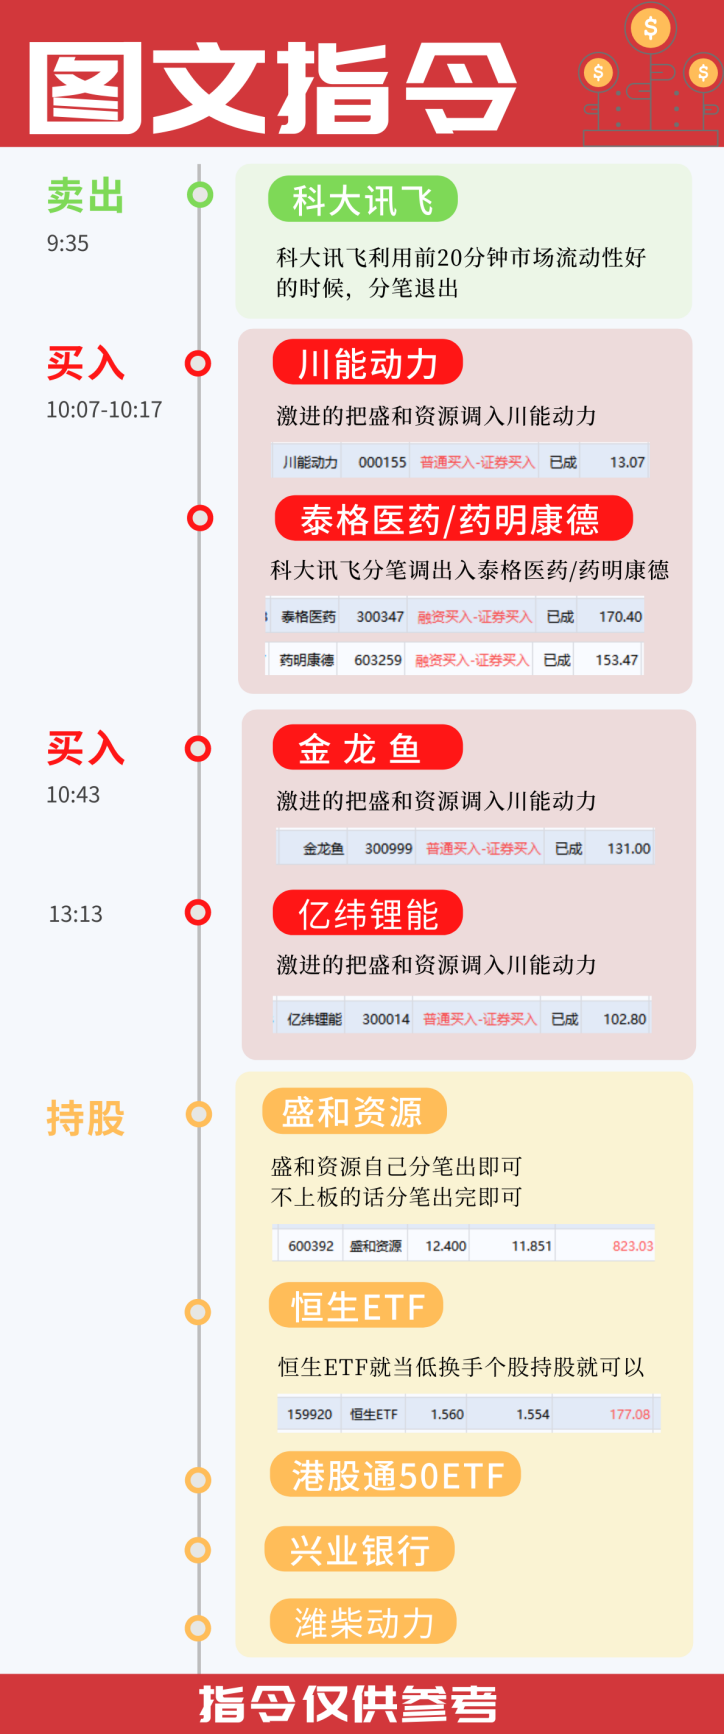 图文指令
卖出
9:35
科大讯飞
科大讯飞利用前20分钟市场流动性好
的时候，分笔退出
买入
10:07-10:17
川能动力
激进的把盛和资源调入川能动力
川能动力 000155 普通买入-证券买入 已成 13.07
泰格医药/药明康德
科大讯飞分笔调出入泰格医药/药明康德
泰格医药 300347 融资买入-证券买入 已成 170.40
药明康德 603259 融资买入-证券买入 已成 153.47
买入
10:43
金龙鱼
激进的把盛和资源调入川能动力
金龙鱼 300999 普通买入-证券买入 已成 131.00
13:13
亿纬锂能
激进的把盛和资源调入川能动力
亿纬锂能 300014 普通买入-证券买入 已成 102.80
持股
盛和资源
盛和资源自己分笔出即可
不上板的话分笔出完即可
600392 盛和资源 12.400 11.851 823.03
恒生ETF
恒生ETF就当低换手个股持股就可以
159920 恒生ETF 1.560 1.554 177.08
港股通50ETF
兴业银行
潍柴动力
指令仅供参考